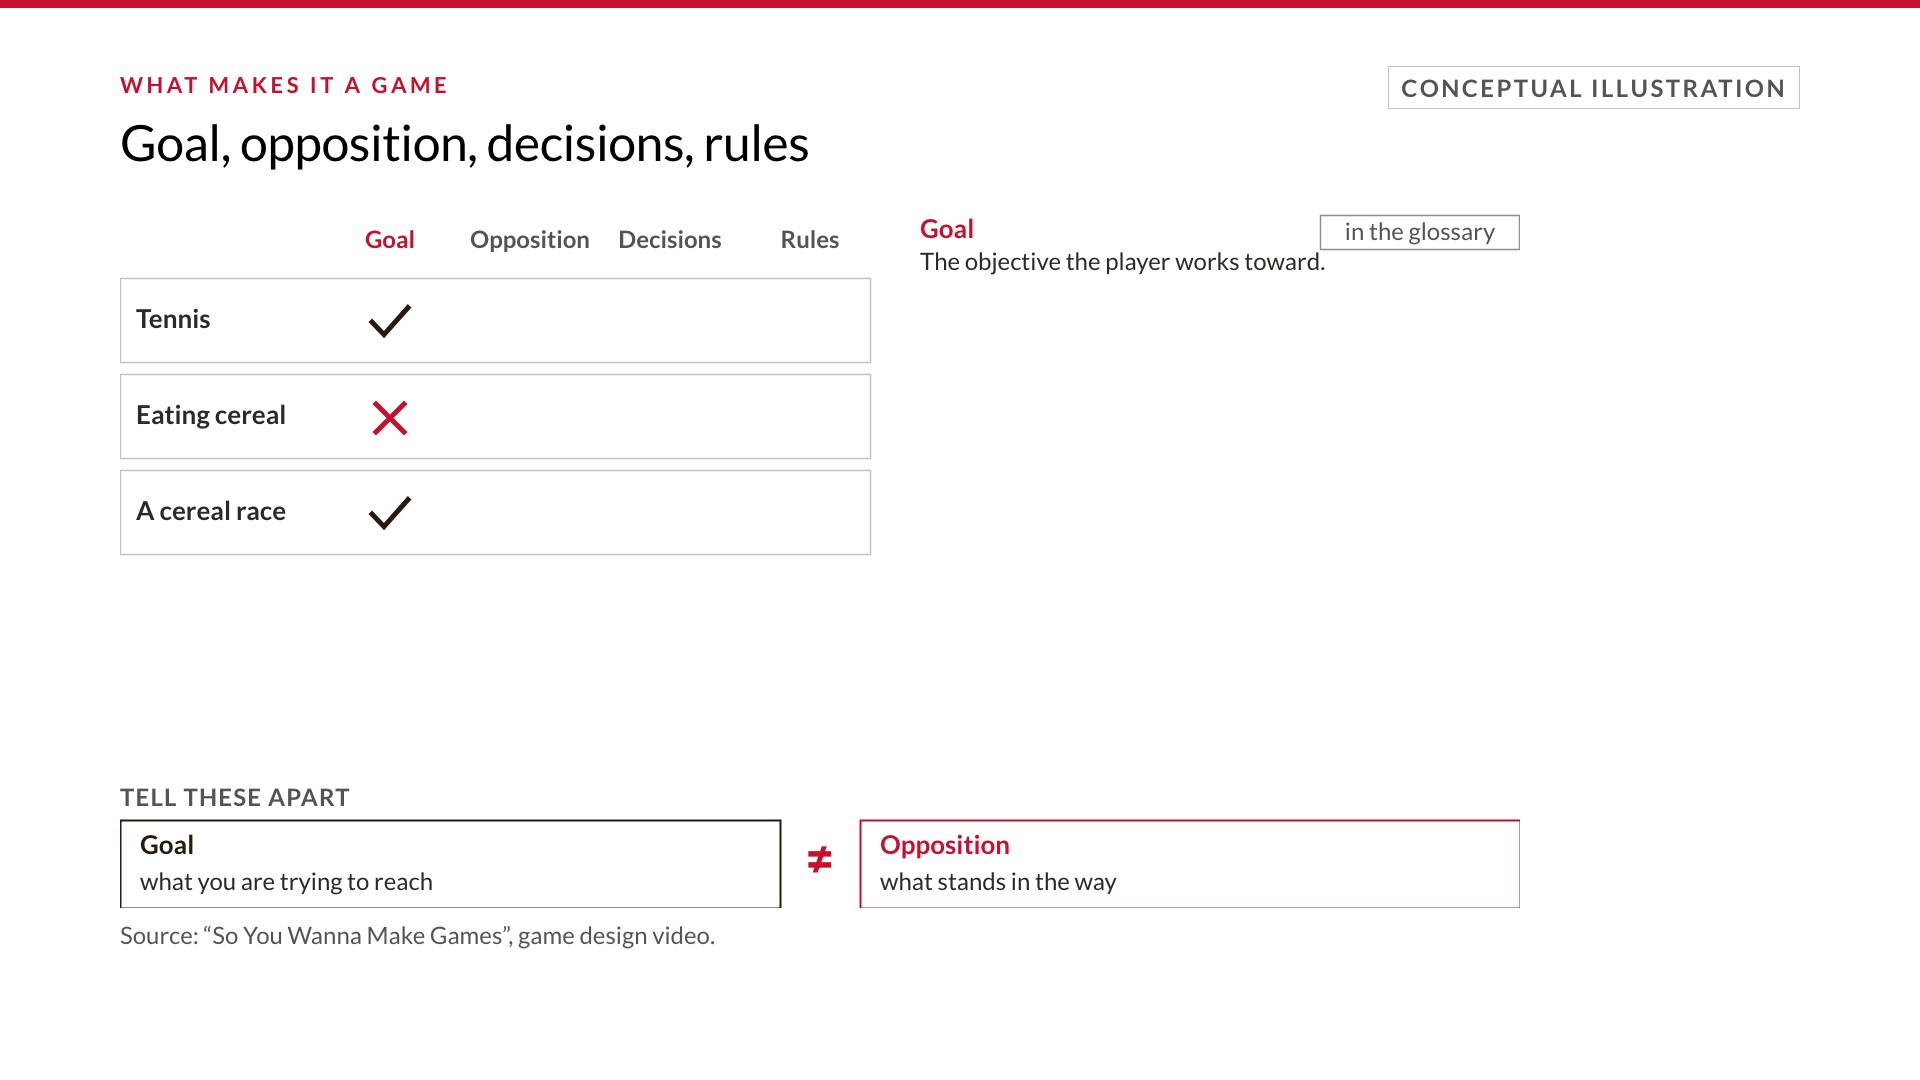 WHAT MAKES IT A GAME
CONCEPTUAL ILLUSTRATION
Goal, opposition, decisions, rules
Goal Opposition Decisions Rules
Tennis
Eating cereal
A cereal race
Goal
in the glossary
The objective the player works toward.
TELL THESE APART
Goal
what you are trying to reach
≠
Opposition
what stands in the way
Source: “So You Wanna Make Games”, game design video.